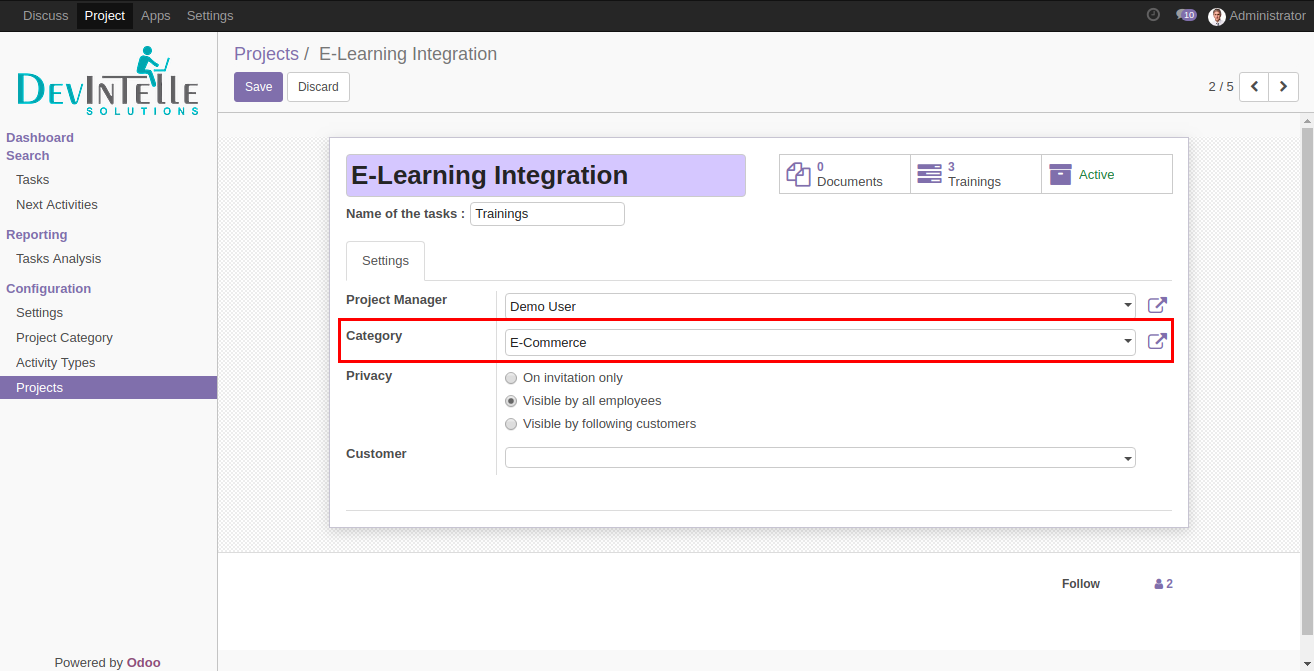 Discuss Project Apps Settings 10 Administrator
DEVINTELLE
SOLUTIONS
Dashboard
Search
Tasks
Next Activities
Reporting
Tasks Analysis
Configuration
Settings
Project Category
Activity Types
Projects
Powered by Odoo
Projects / E-Learning Integration
Save Discard 2 / 5
E-Learning Integration
0 Documents
3 Trainings
Active
Name of the tasks : Trainings
Settings
Project Manager Demo User
Category E-Commerce
Privacy On invitation only
Visible by all employees
Visible by following customers
Customer
Follow 2